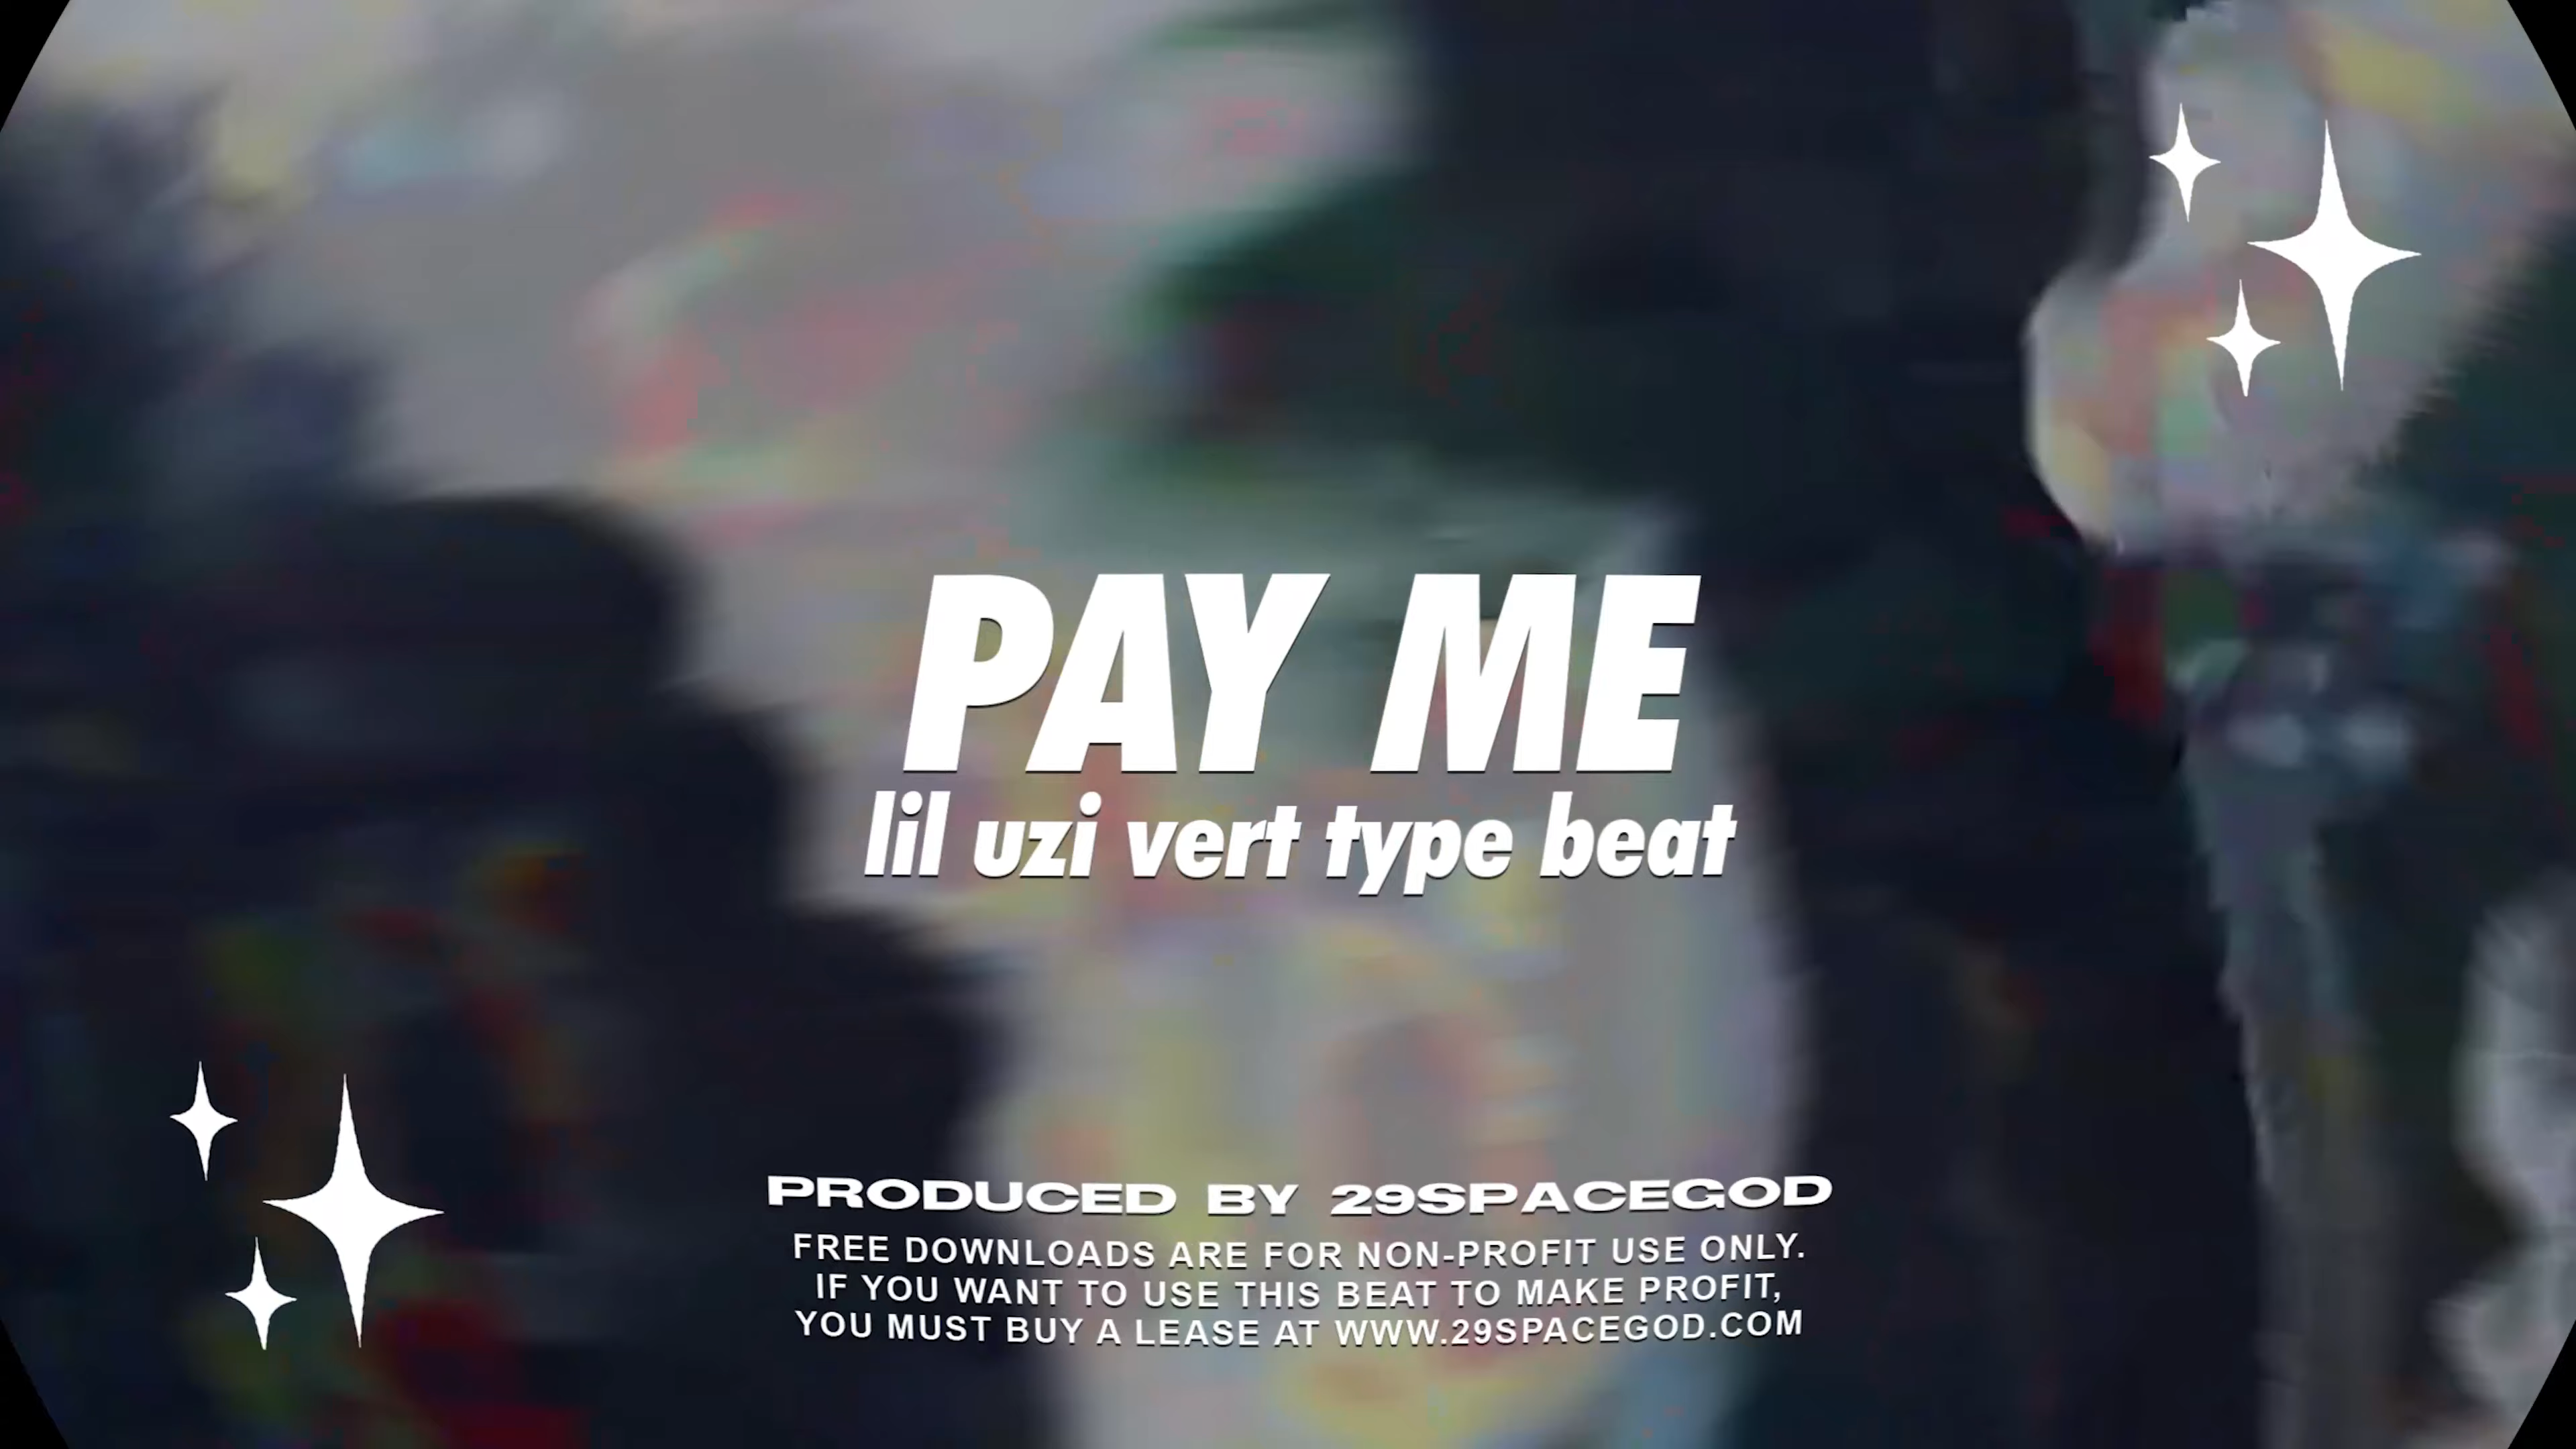 PAY ME
lil uzi vert type beat
PRODUCED BY 29SPACEGOD
FREE DOWNLOADS ARE FOR NON-PROFIT USE ONLY.
IF YOU WANT TO USE THIS BEAT TO MAKE PROFIT,
YOU MUST BUY A LEASE AT WWW.29SPACEGOD.COM